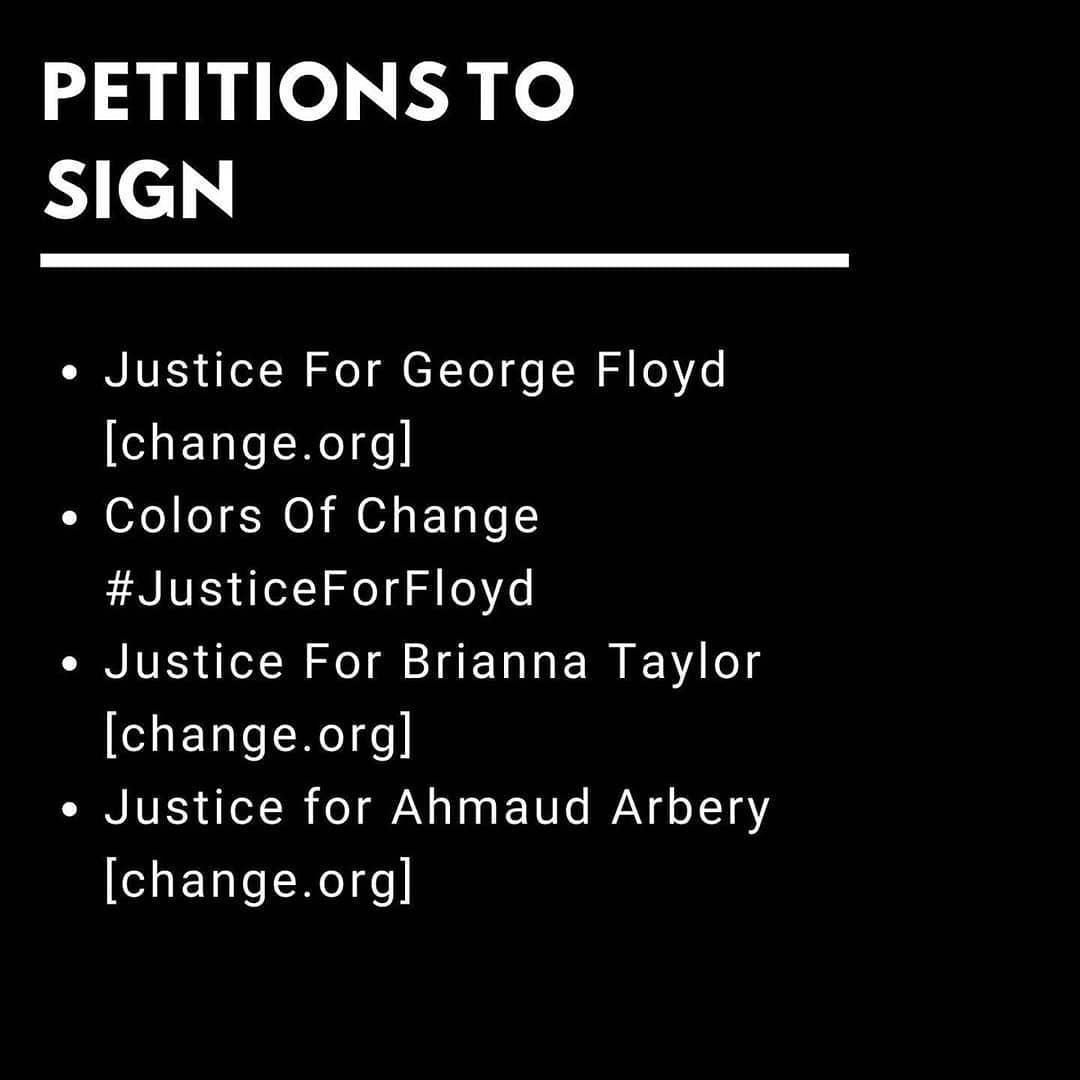 PETITIONS TO
SIGN
• Justice For George Floyd
[change.org]
• Colors Of Change
#JusticeForFloyd
• Justice For Brianna Taylor
[change.org]
• Justice for Ahmaud Arbery
[change.org]